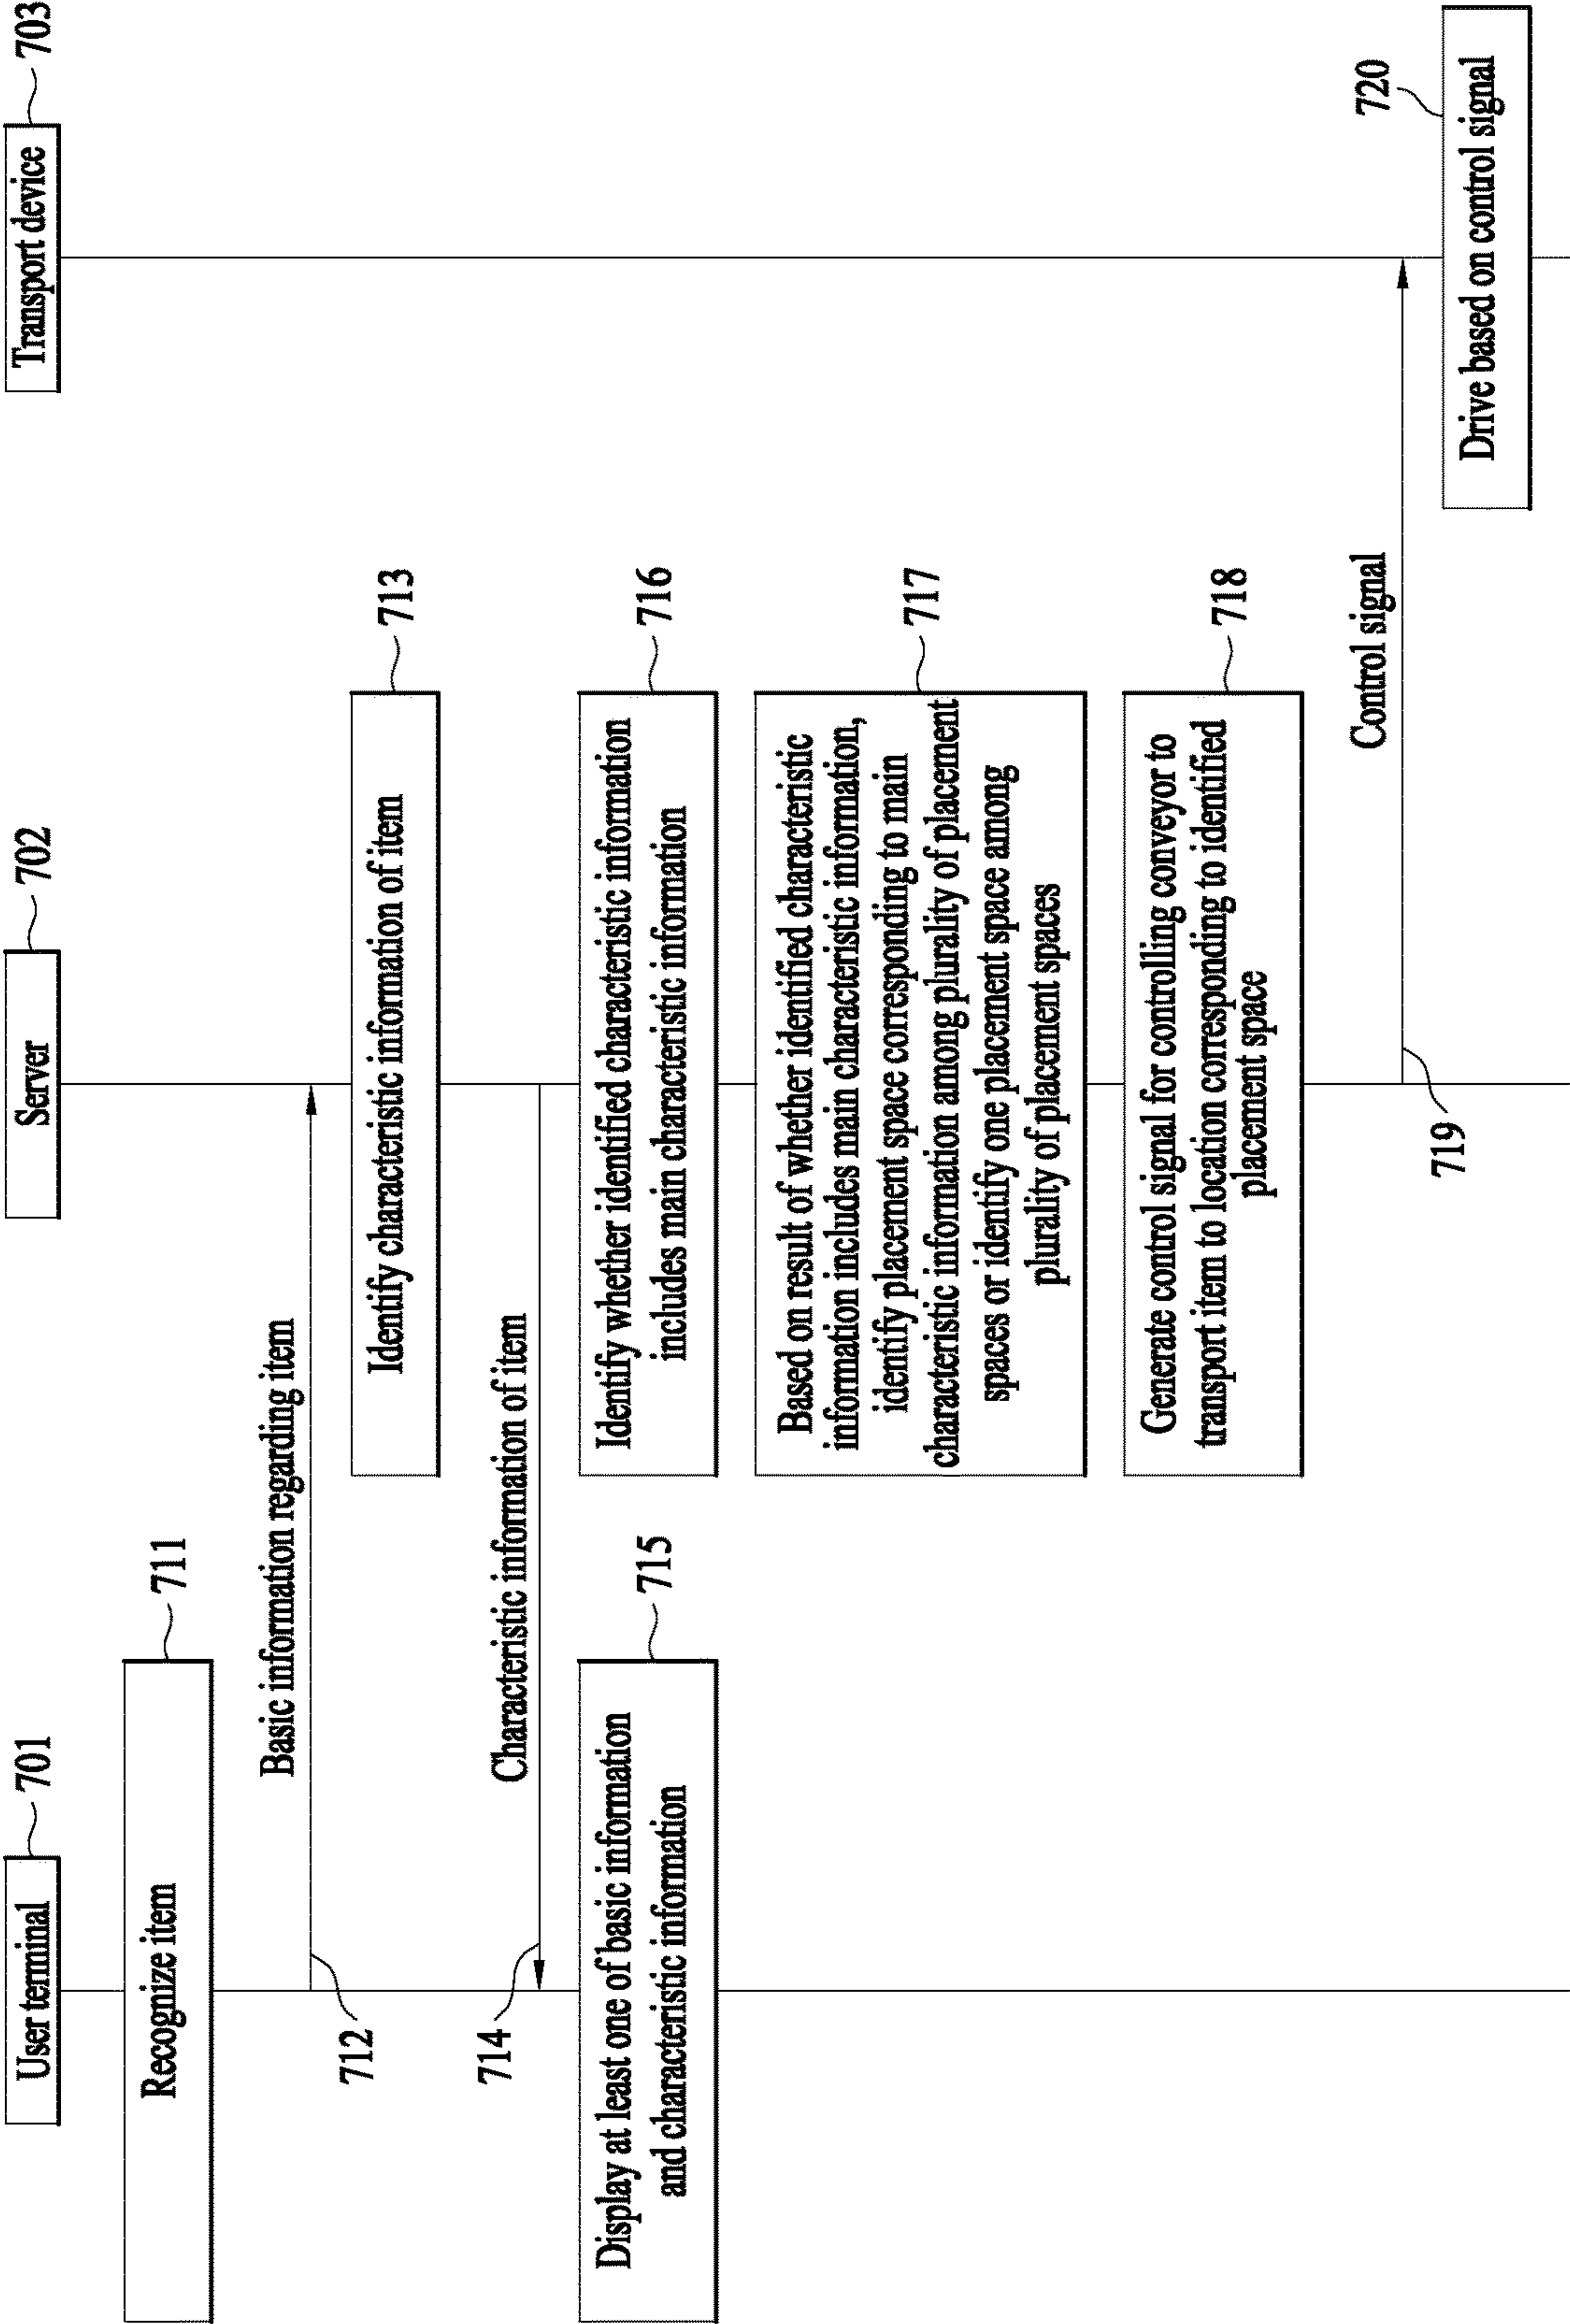 User terminal
701
Server
702
Transport device
703
Recognize item
711
Basic information regarding item
712
Identify characteristic information of item
713
Characteristic information of item
714
Display at least one of basic information
and characteristic information
715
Identify whether identified characteristic information
includes main characteristic information
716
Based on result of whether identified characteristic
information includes main characteristic information,
identify placement space corresponding to main
characteristic information among plurality of placement
spaces or identify one placement space among
plurality of placement spaces
717
Generate control signal for controlling conveyor to
transport item to location corresponding to identified
placement space
718
Control signal
719
720
Drive based on control signal